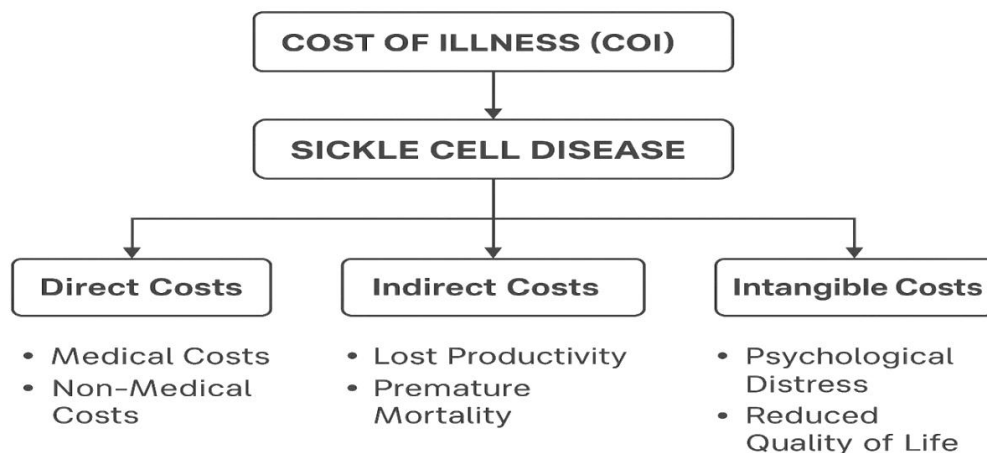 COST OF ILLNESS (COI)
SICKLE CELL DISEASE
Direct Costs
• Medical Costs
• Non-Medical
Costs
Indirect Costs
• Lost Productivity
• Premature
Mortality
Intangible Costs
• Psychological
Distress
• Reduced
Quality of Life